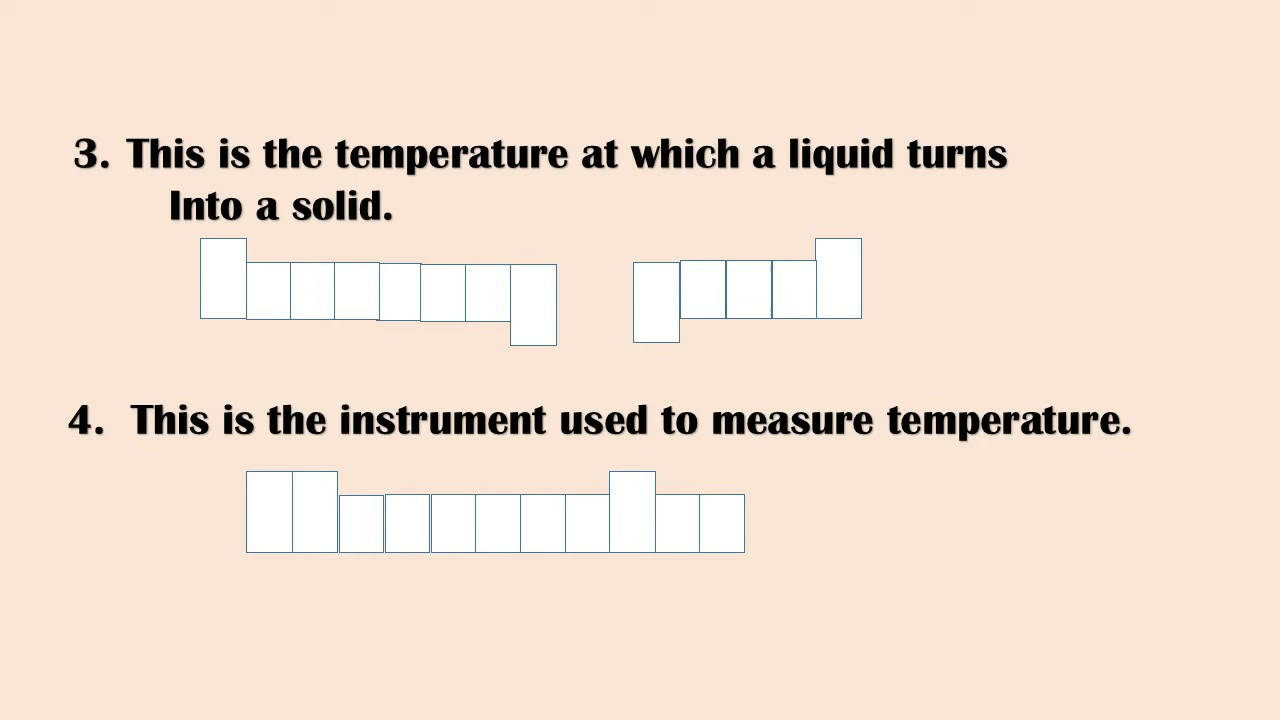 3. This is the temperature at which a liquid turns
Into a solid.
4. This is the instrument used to measure temperature.